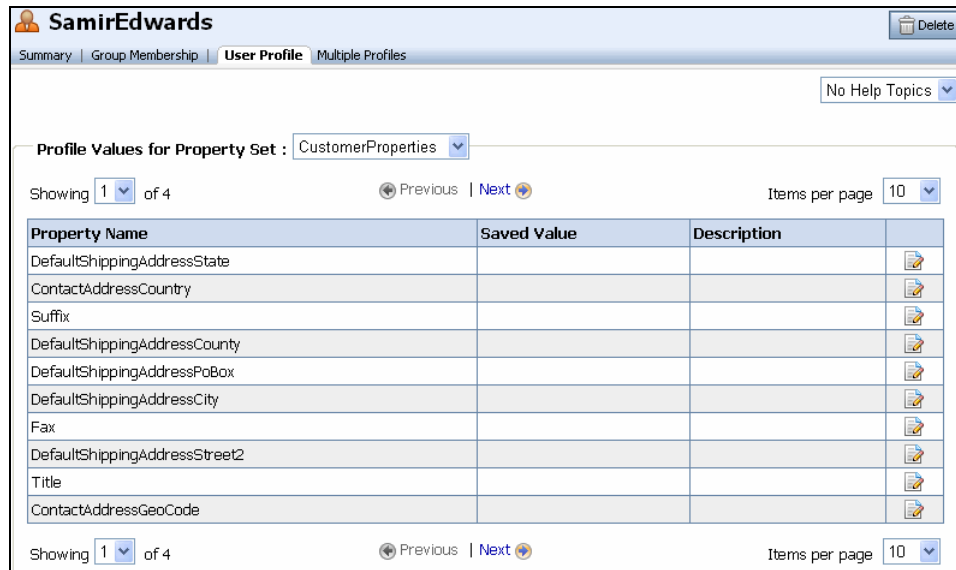 SamirEdwards
Delete
Summary | Group Membership | User Profile Multiple Profiles
No Help Topics
Profile Values for Property Set : CustomerProperties
Showing 1 of 4 Previous | Next Items per page 10
Property Name Saved Value Description
DefaultShippingAddressState
ContactAddressCountry
Suffix
DefaultShippingAddressCounty
DefaultShippingAddressPoBox
DefaultShippingAddressCity
Fax
DefaultShippingAddressStreet2
Title
ContactAddressGeoCode
Showing 1 of 4 Previous | Next Items per page 10